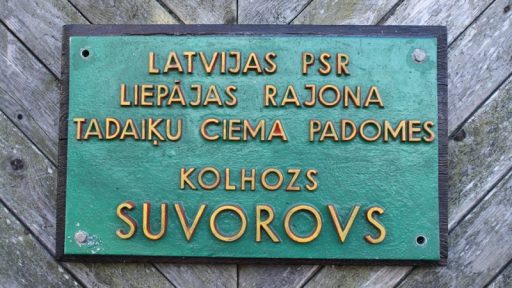 LATVIJAS PSR
LIEPĀJAS RAJONA
TADAIĶU CIEMA PADOMES
KOLHOZS
SUVOROVS